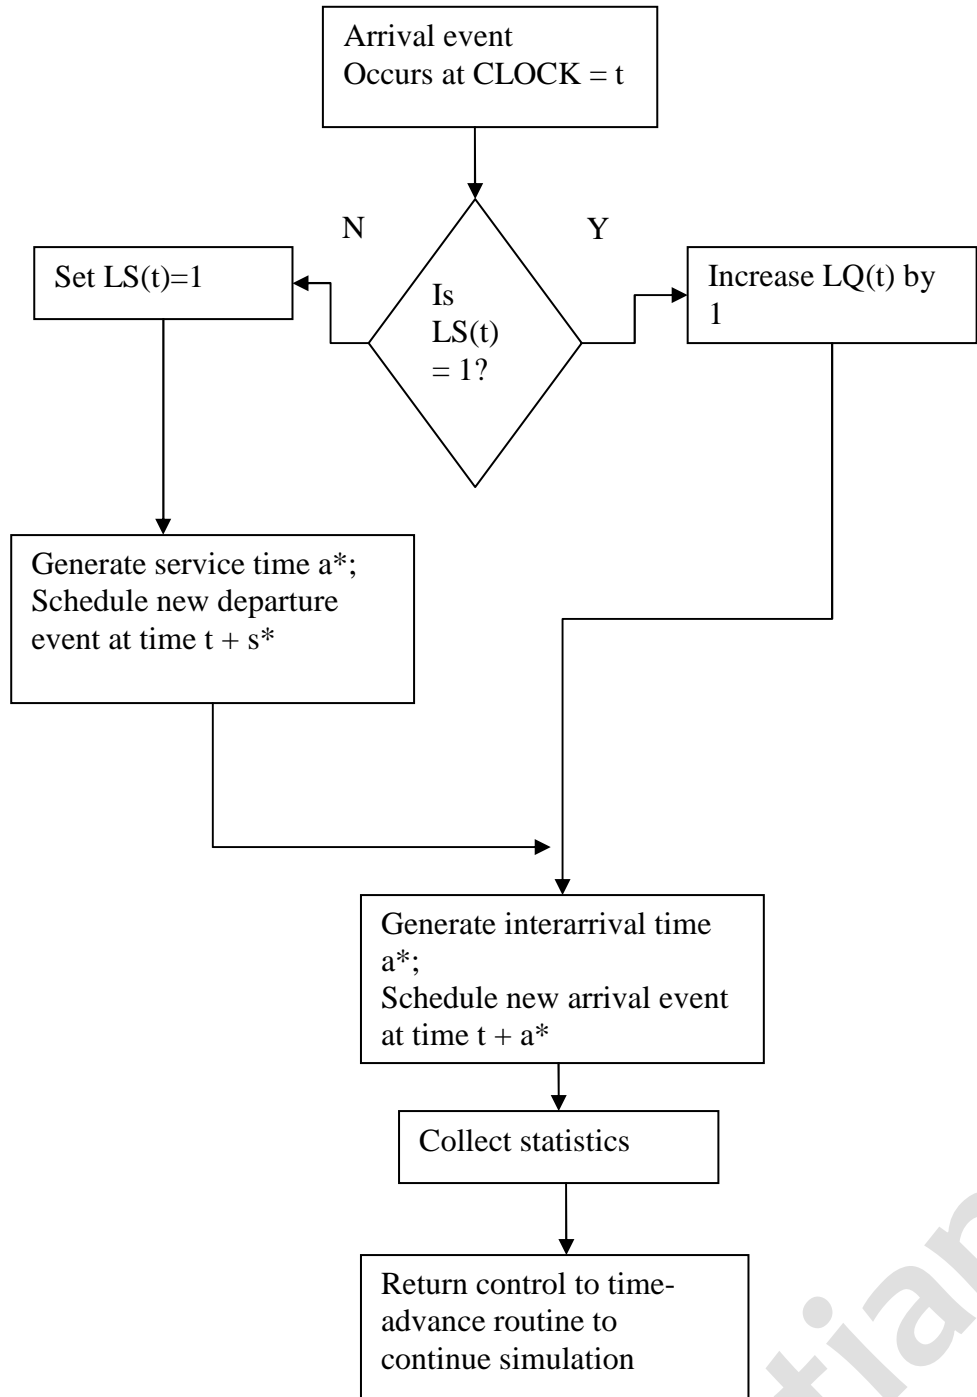 Arrival event
Occurs at CLOCK = t
N
Y
Set LS(t)=1
Is
LS(t)
= 1?
Increase LQ(t) by
1
Generate service time a*;
Schedule new departure
event at time t + s*
Generate interarrival time
a*;
Schedule new arrival event
at time t + a*
Collect statistics
Return control to time-
advance routine to
continue simulation